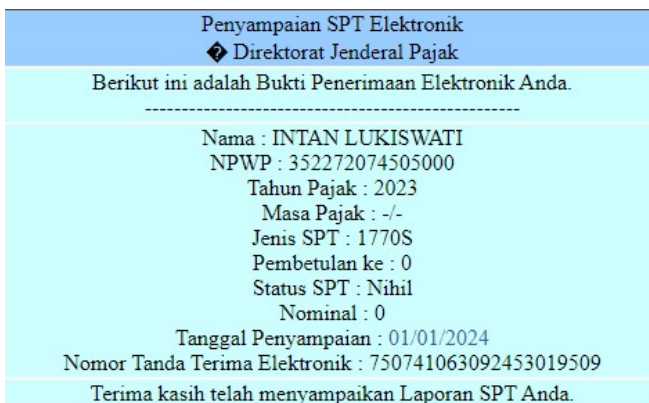 Penyampaian SPT Elektronik
� Direktorat Jenderal Pajak
Berikut ini adalah Bukti Penerimaan Elektronik Anda.
---------------------------------------------------
Nama : INTAN LUKISWATI
NPWP : 352272074505000
Tahun Pajak : 2023
Masa Pajak : -/-
Jenis SPT : 1770S
Pembetulan ke : 0
Status SPT : Nihil
Nominal : 0
Tanggal Penyampaian : 01/01/2024
Nomor Tanda Terima Elektronik : 750741063092453019509
Terima kasih telah menyampaikan Laporan SPT Anda.